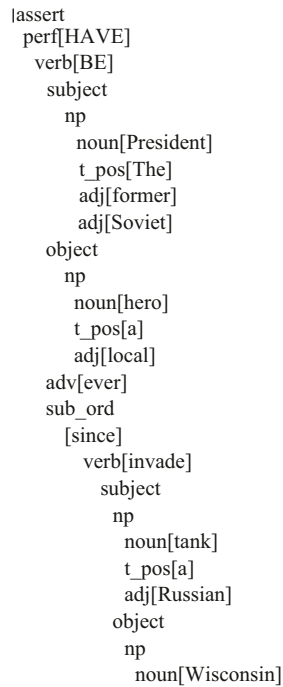 |assert
perf[HAVE]
verb[BE]
subject
np
noun[President]
t_pos[The]
adj[former]
adj[Soviet]
object
np
noun[hero]
t_pos[a]
adj[local]
adv[ever]
sub_ord
[since]
verb[invade]
subject
np
noun[tank]
t_pos[a]
adj[Russian]
object
np
noun[Wisconsin]